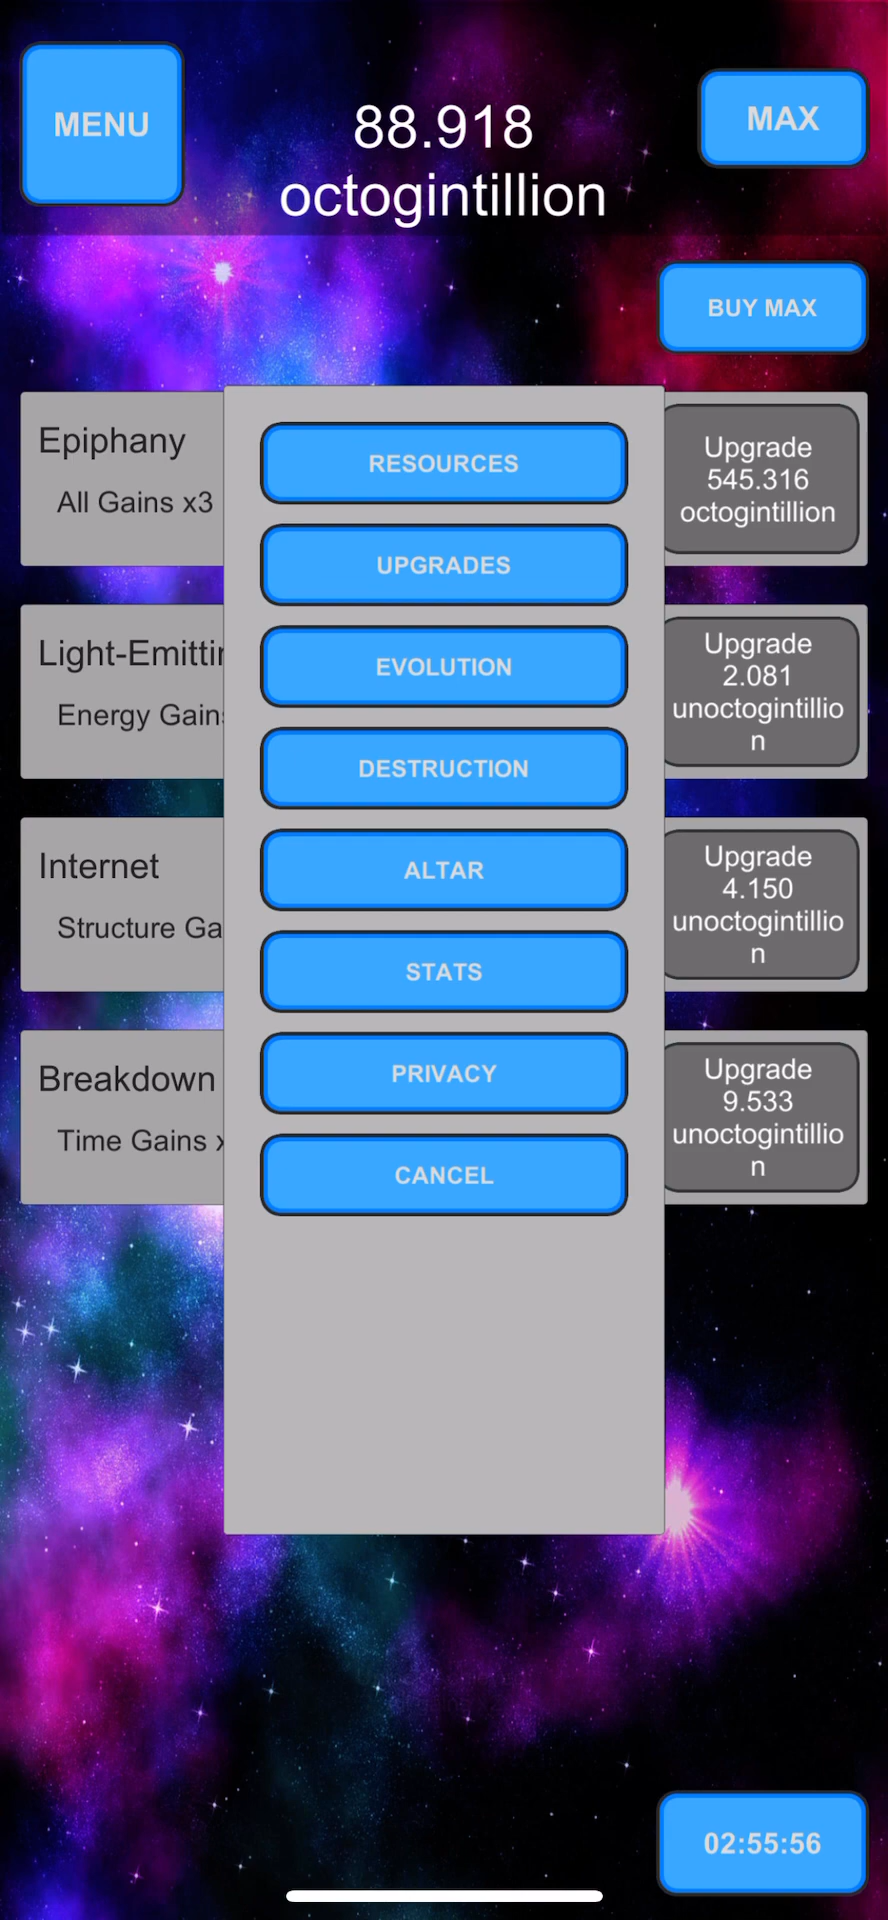 MENU
88.918
octogintillion
MAX
BUY MAX
Epiphany
All Gains x3
Upgrade
545.316
octogintillion
Light-Emittin
Energy Gains
Upgrade
2.081
unoctogintillio
n
Internet
Structure Ga
Upgrade
4.150
unoctogintillio
n
Breakdown
Time Gains x
Upgrade
9.533
unoctogintillio
n
RESOURCES
UPGRADES
EVOLUTION
DESTRUCTION
ALTAR
STATS
PRIVACY
CANCEL
02:55:56